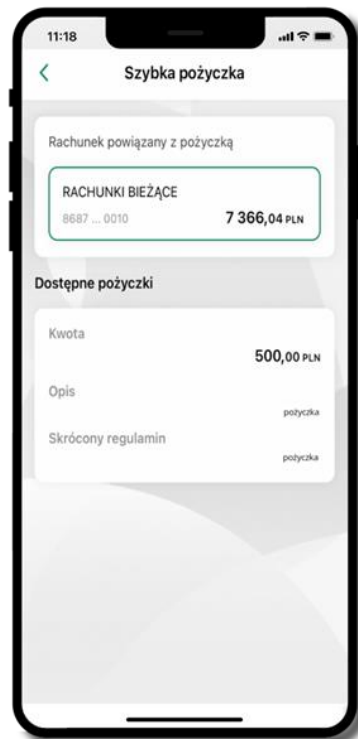 11:18
Szybka pożyczka
Rachunek powiązany z pożyczką
RACHUNKI BIEŻĄCE
8687 ... 0010 7 366,04 PLN
Dostępne pożyczki
Kwota
500,00 PLN
Opis
pożyczka
Skrócony regulamin
pożyczka